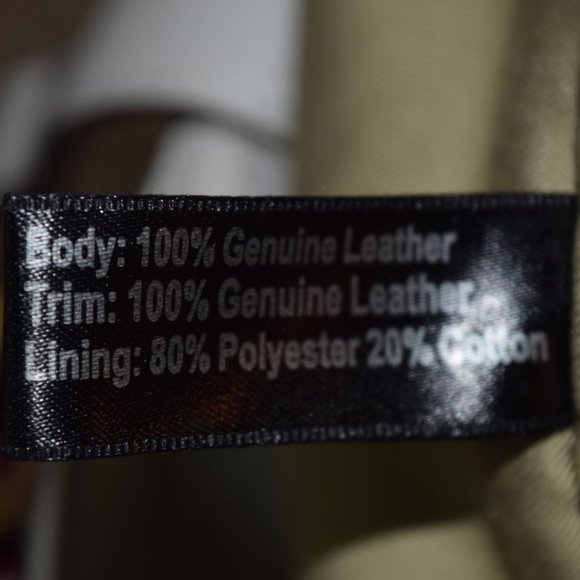 Body: 100% Genuine Leather
Trim: 100% Genuine Leather
Lining: 80% Polyester 20% Cotton